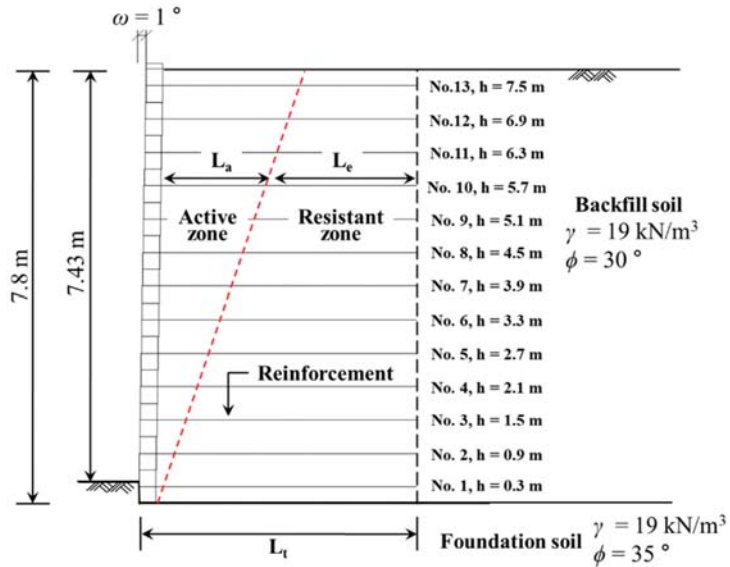 ω = 1 °
7.8 m
7.43 m
No.13, h = 7.5 m
No.12, h = 6.9 m
No.11, h = 6.3 m
No. 10, h = 5.7 m
No. 9, h = 5.1 m
No. 8, h = 4.5 m
No. 7, h = 3.9 m
No. 6, h = 3.3 m
No. 5, h = 2.7 m
No. 4, h = 2.1 m
No. 3, h = 1.5 m
No. 2, h = 0.9 m
No. 1, h = 0.3 m
La
Le
Active
zone
Resistant
zone
Reinforcement
Backfill soil
γ = 19 kN/m³
ϕ = 30 °
Lt
Foundation soil
γ = 19 kN/m³
ϕ = 35 °